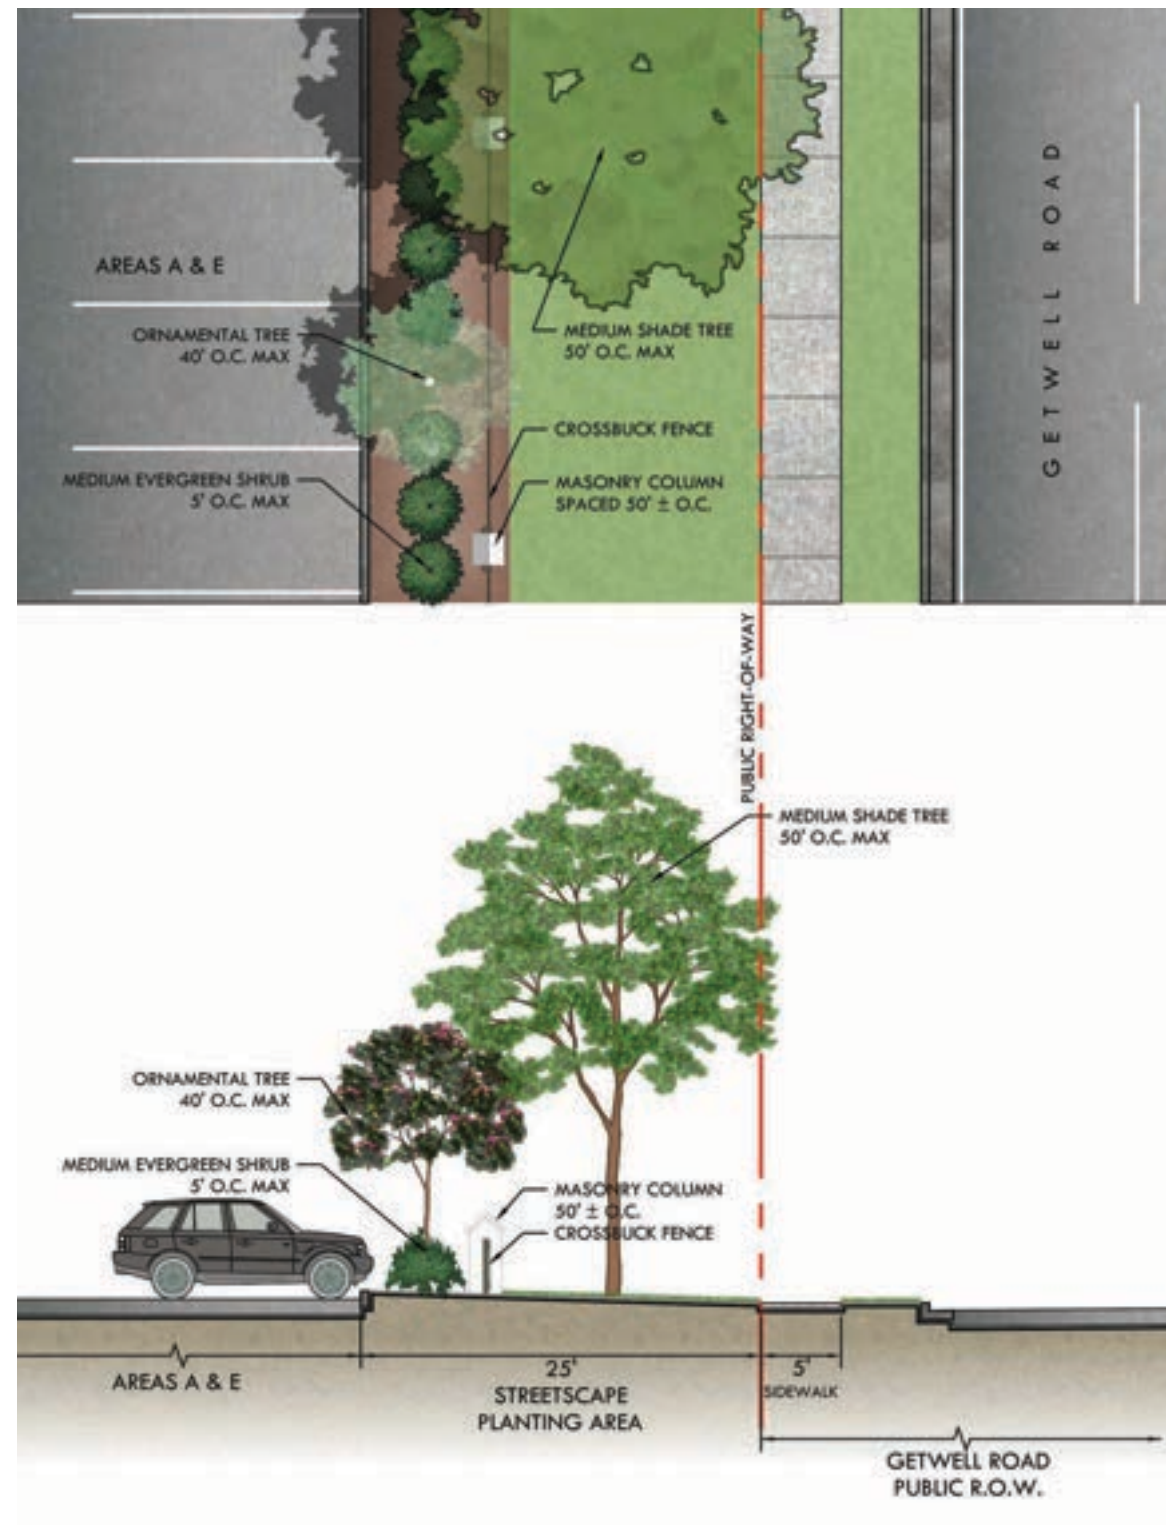 AREAS A & E
GETWELL ROAD
ORNAMENTAL TREE
40' O.C. MAX
MEDIUM SHADE TREE
50' O.C. MAX
CROSSBUCK FENCE
MEDIUM EVERGREEN SHRUB
5' O.C. MAX
MASONRY COLUMN
SPACED 50' ± O.C.
PUBLIC RIGHT-OF-WAY
MEDIUM SHADE TREE
50' O.C. MAX
ORNAMENTAL TREE
40' O.C. MAX
MEDIUM EVERGREEN SHRUB
5' O.C. MAX
MASONRY COLUMN
50' ± O.C.
CROSSBUCK FENCE
AREAS A & E
25'
STREETSCAPE
PLANTING AREA
5'
SIDEWALK
GETWELL ROAD
PUBLIC R.O.W.